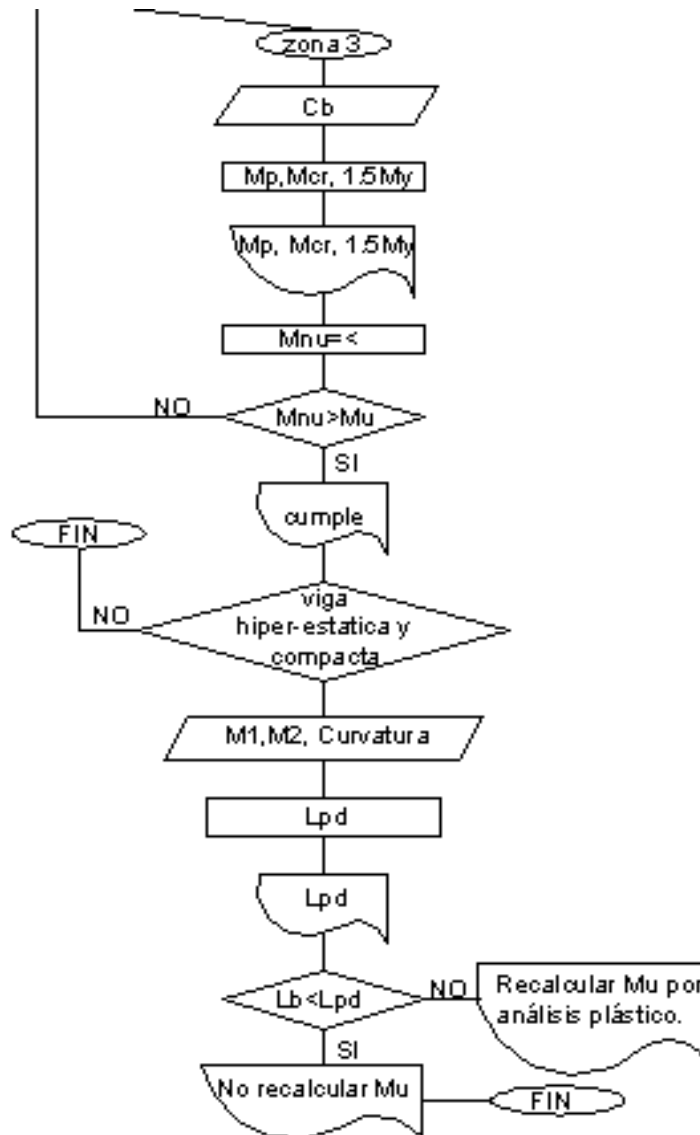 zona 3
Cb
Mp,Mcr, 1.5My
Mp, Mcr, 1.5My
Mnu=<
NO
Mnu>Mu
SI
cumple
FIN
NO
viga
hiper-estatica y
compacta
M1,M2, Curvatura
Lpd
Lpd
Lb<Lpd
NO
Recalcular Mu por
análisis plástico.
SI
No recalcular Mu
FIN